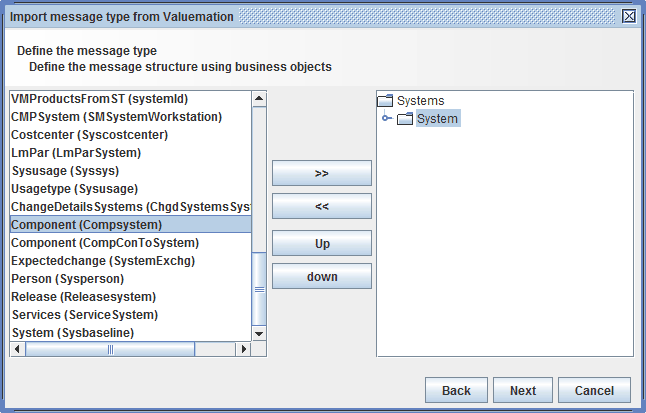 Import message type from Valuemation
Define the message type
Define the message structure using business objects
VMProductsFromST (systemId)
CMPSystem (SMSystemWorkstation)
Costcenter (Syscostcenter)
LmPar (LmParSystem)
Sysusage (Syssys)
Usagetype (Sysusage)
ChangeDetailsSystems (ChgdSystemsSyst
Component (Compsystem)
Component (CompConToSystem)
Expectedchange (SystemExchg)
Person (Sysperson)
Release (Releasesystem)
Services (ServiceSystem)
System (Sysbaseline)
>>
<<
Up
down
Systems
System
Back
Next
Cancel